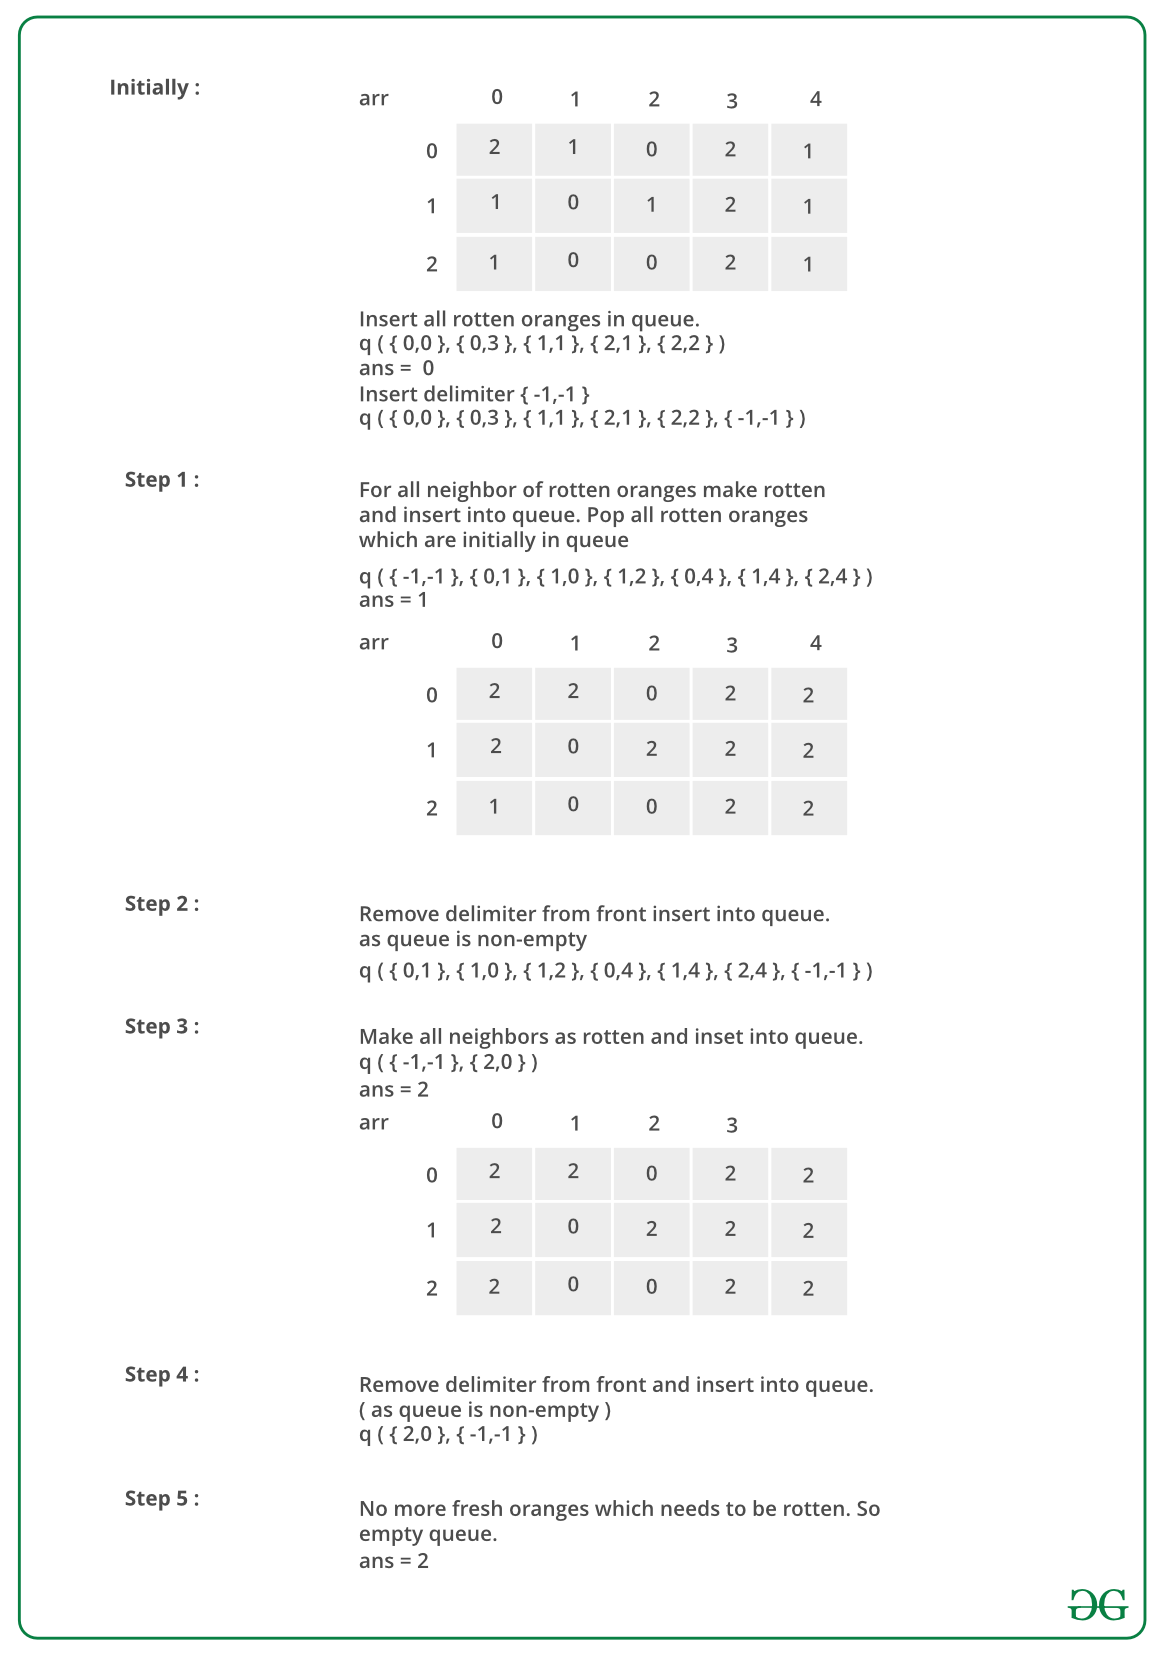 Initially :
arr 0 1 2 3 4
0 2 1 0 2 1
1 1 0 1 2 1
2 1 0 0 2 1
Insert all rotten oranges in queue.
q ( { 0,0 }, { 0,3 }, { 1,1 }, { 2,1 }, { 2,2 } )
ans = 0
Insert delimiter { -1,-1 }
q ( { 0,0 }, { 0,3 }, { 1,1 }, { 2,1 }, { 2,2 }, { -1,-1 } )
Step 1 :
For all neighbor of rotten oranges make rotten
and insert into queue. Pop all rotten oranges
which are initially in queue
q ( { -1,-1 }, { 0,1 }, { 1,0 }, { 1,2 }, { 0,4 }, { 1,4 }, { 2,4 } )
ans = 1
arr 0 1 2 3 4
0 2 2 0 2 2
1 2 0 2 2 2
2 1 0 0 2 2
Step 2 :
Remove delimiter from front insert into queue.
as queue is non-empty
q ( { 0,1 }, { 1,0 }, { 1,2 }, { 0,4 }, { 1,4 }, { 2,4 }, { -1,-1 } )
Step 3 :
Make all neighbors as rotten and inset into queue.
q ( { -1,-1 }, { 2,0 } )
ans = 2
arr 0 1 2 3
0 2 2 0 2 2
1 2 0 2 2 2
2 2 0 0 2 2
Step 4 :
Remove delimiter from front and insert into queue.
( as queue is non-empty )
q ( { 2,0 }, { -1,-1 } )
Step 5 :
No more fresh oranges which needs to be rotten. So
empty queue.
ans = 2